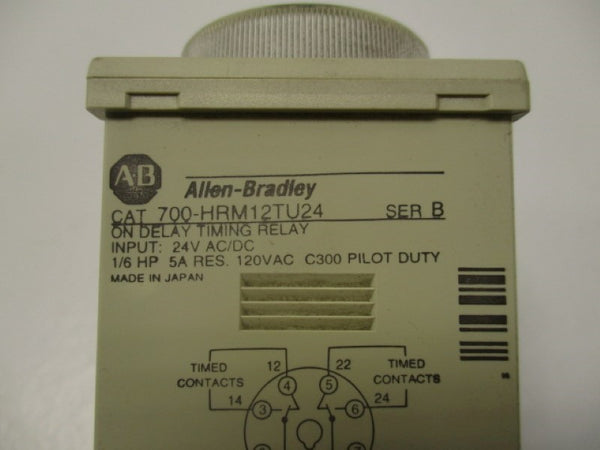 AB
Allen-Bradley
CAT 700-HRM12TU24 SER B
ON DELAY TIMING RELAY
INPUT: 24V AC/DC
1/6 HP 5A RES. 120VAC C300 PILOT DUTY
MADE IN JAPAN
TIMED CONTACTS
12
22
TIMED CONTACTS
14
4
5
24
3
6